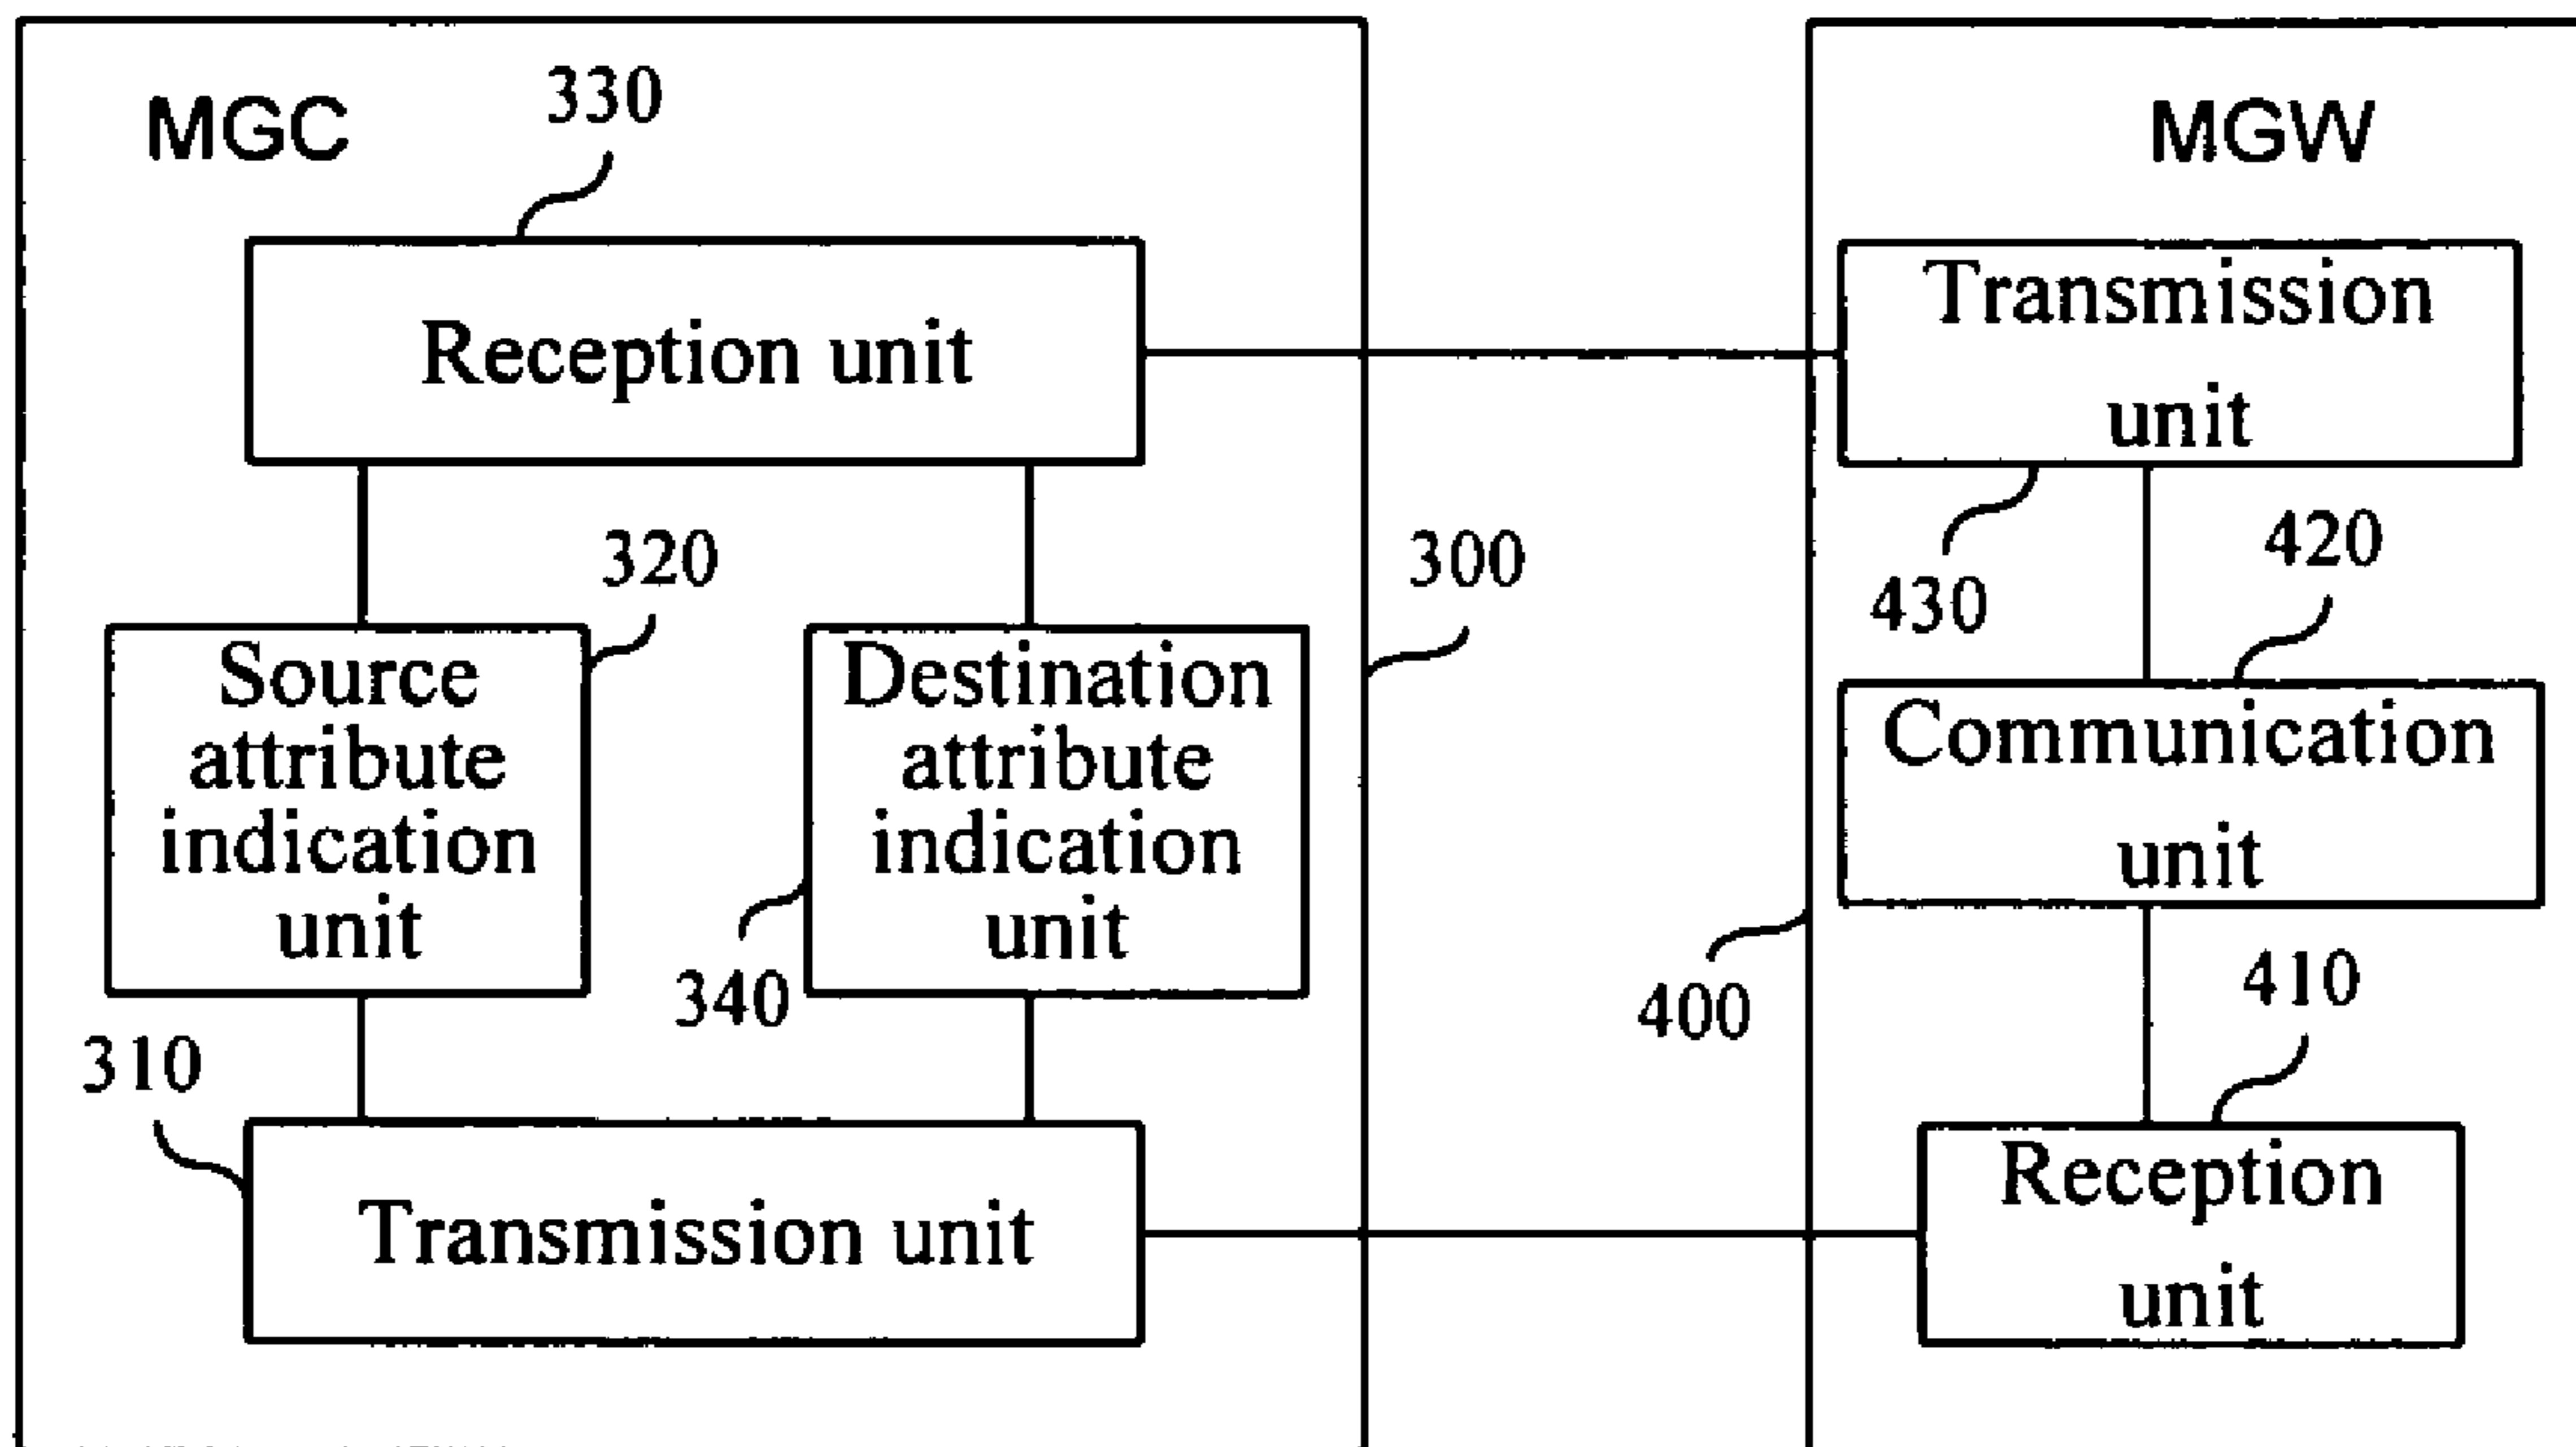 MGC
330
Reception unit
320
Source
attribute
indication
unit
Destination
attribute
indication
unit
340
310
Transmission unit
300
400
MGW
Transmission
unit
430
420
Communication
unit
410
Reception
unit